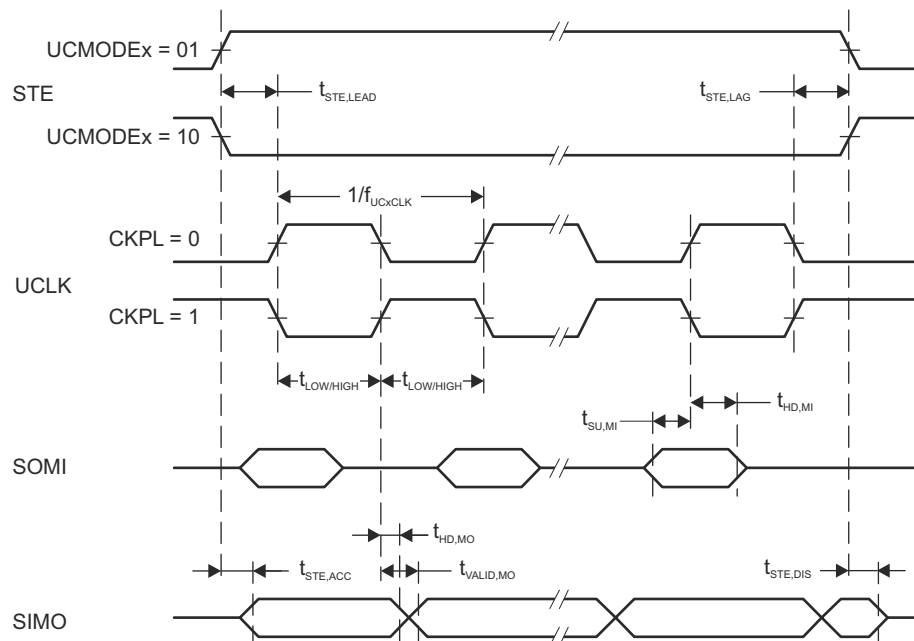 UCMODEx = 01
STE
t_STE,LEAD
t_STE,LAG
UCMODEx = 10
1/f_UCxCLK
CKPL = 0
UCLK
CKPL = 1
t_LOW/HIGH t_LOW/HIGH
t_HD,MI
t_SU,MI
SOMI
t_HD,MO
t_STE,ACC
t_VALID,MO
t_STE,DIS
SIMO